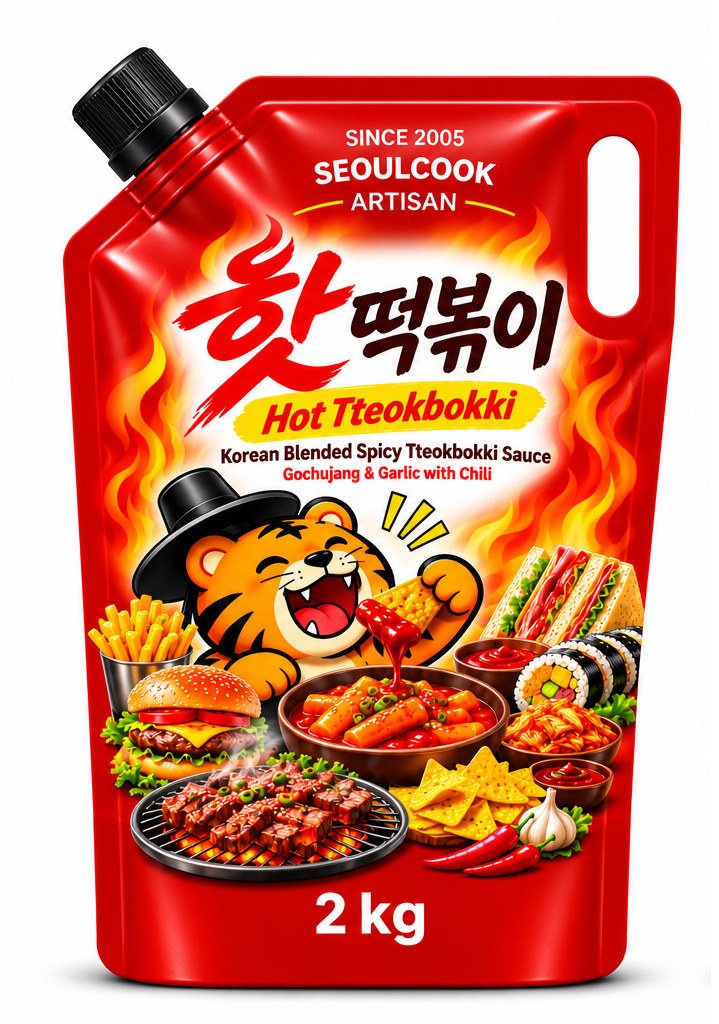 SINCE 2005
SEOULCOOK
ARTISAN
핫 떡볶이
Hot Tteokbokki
Korean Blended Spicy Tteokbokki Sauce
Gochujang & Garlic with Chili
2 kg